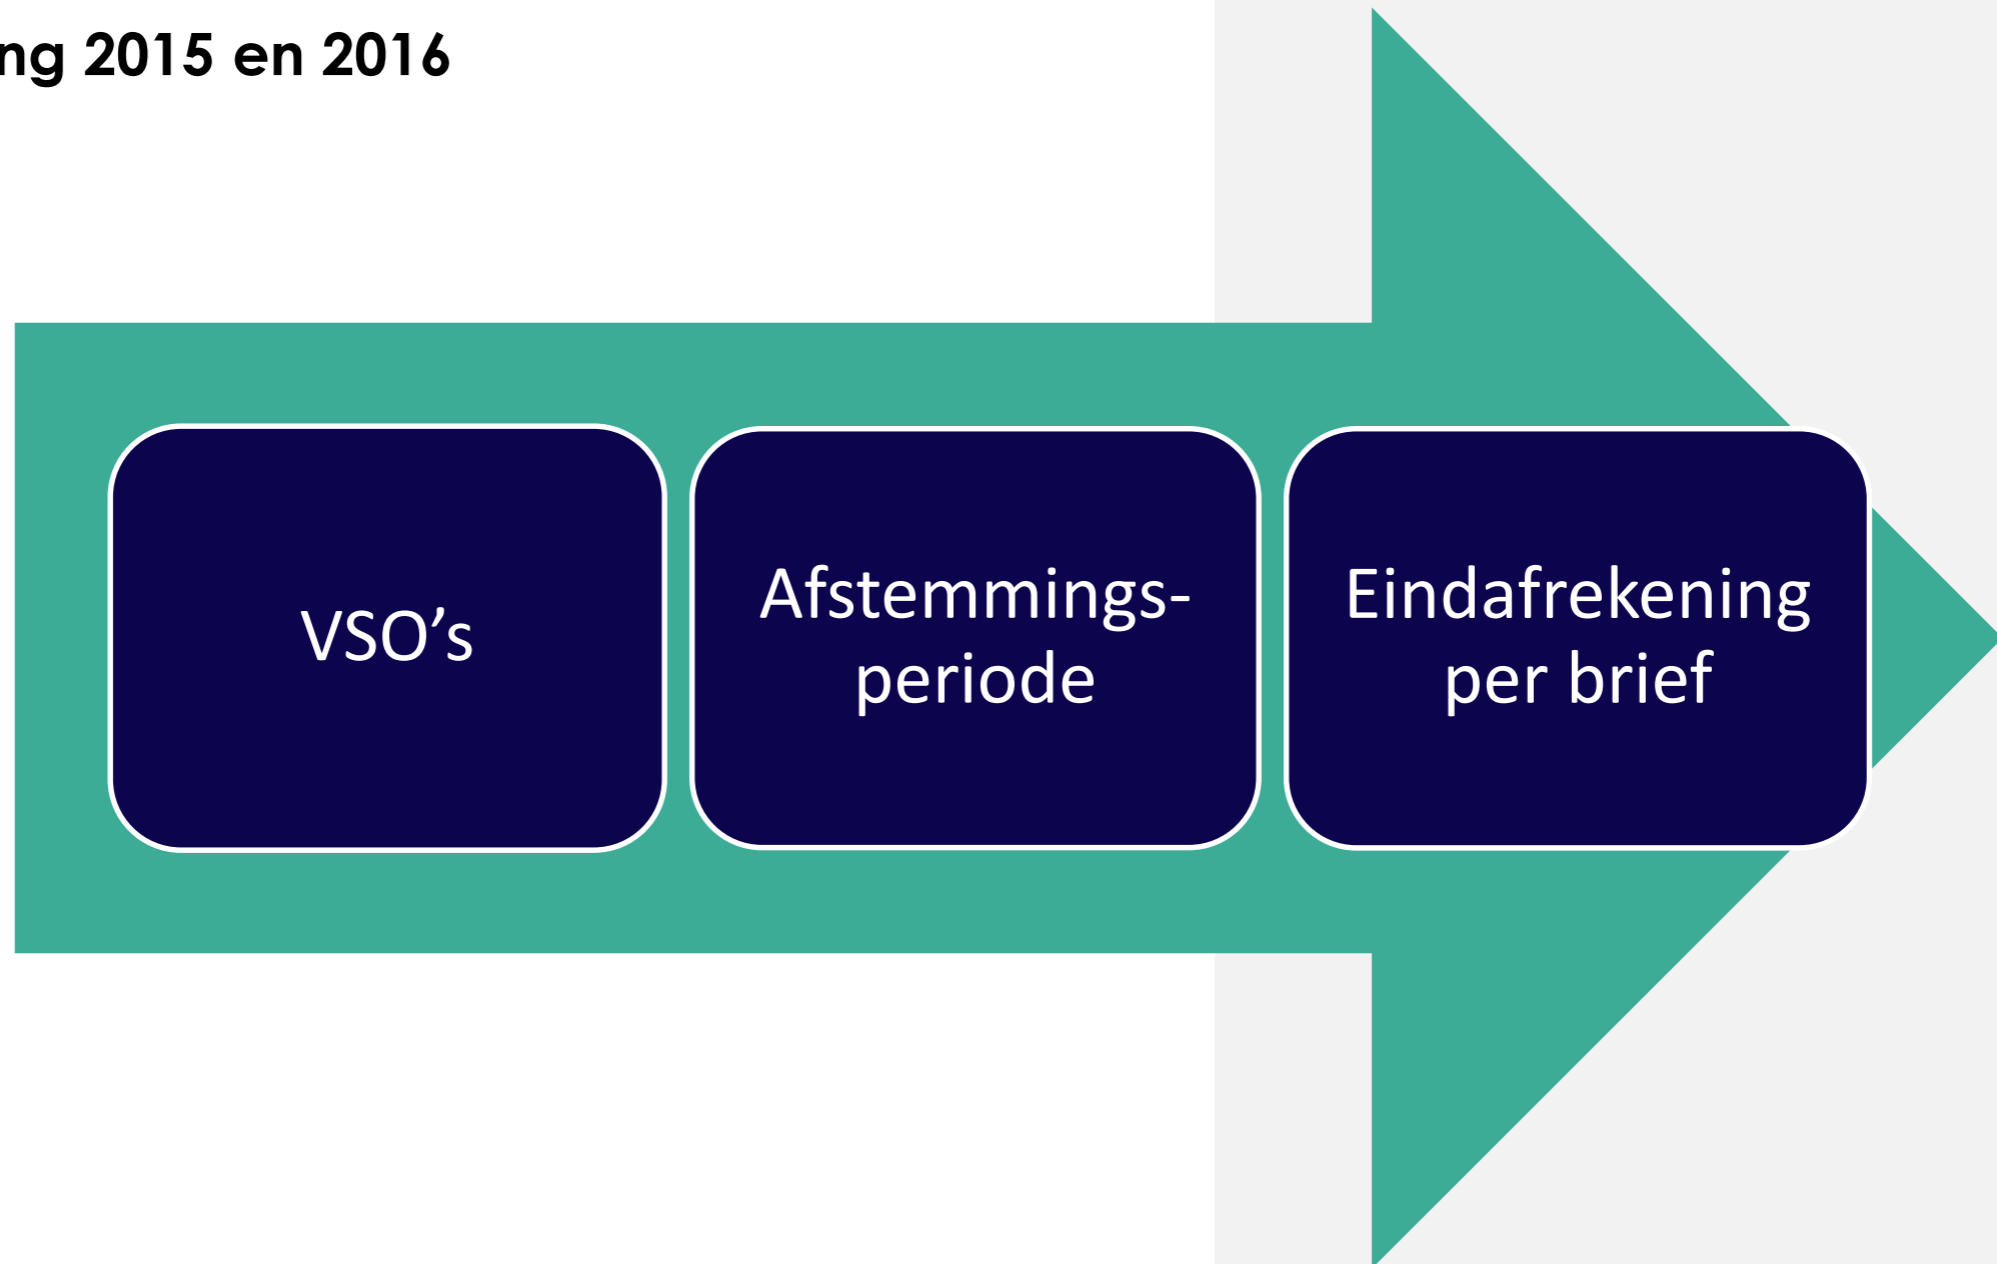 ng 2015 en 2016
VSO’s
Afstemmings-
periode
Eindafrekening
per brief